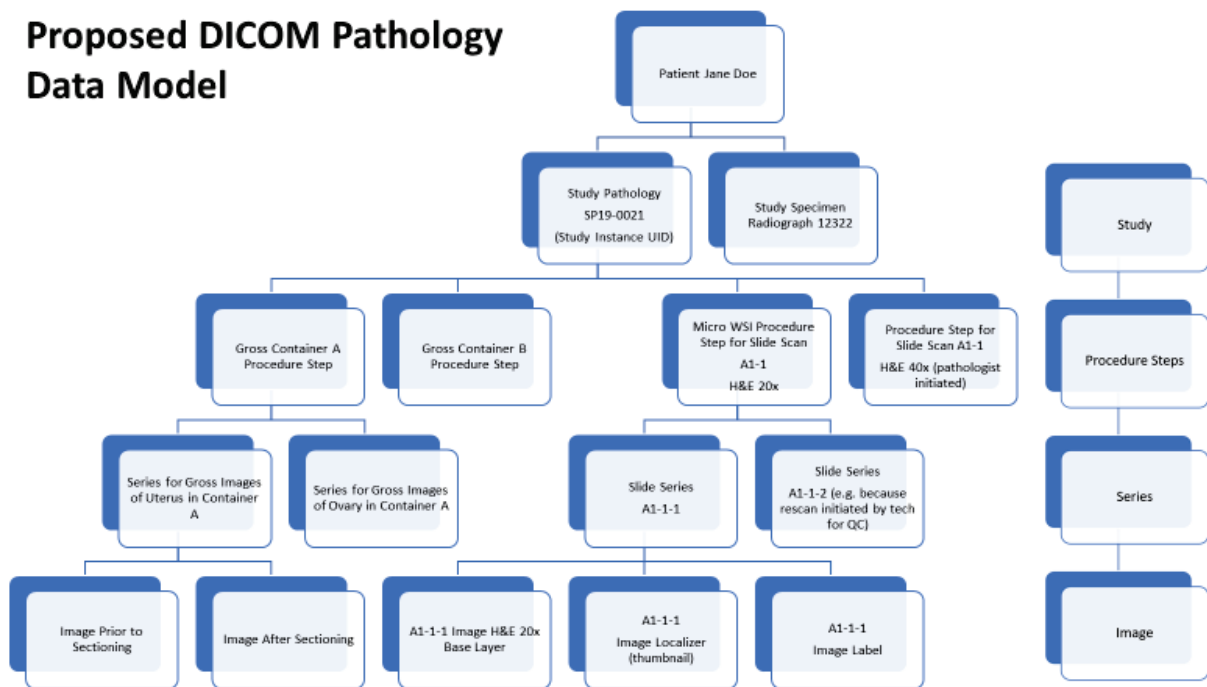 Proposed DICOM Pathology
Data Model
Patient Jane Doe
Study Pathology
SP19-0021
(Study Instance UID)
Study Specimen
Radiograph 12322
Study
Gross Container A
Procedure Step
Gross Container B
Procedure Step
Micro WSI Procedure
Step for Slide Scan
A1-1
H&E 20x
Procedure Step for
Slide Scan A1-1
H&E 40x (pathologist
initiated)
Procedure Steps
Series for Gross Images
of Uterus in Container
A
Series for Gross Images
of Ovary in Container A
Slide Series
A1-1-1
Slide Series
A1-1-2 (e.g. because
rescan initiated by tech
for QC)
Series
Image Prior to
Sectioning
Image After Sectioning
A1-1-1 Image H&E 20x
Base Layer
A1-1-1
Image Localizer
(thumbnail)
A1-1-1
Image Label
Image